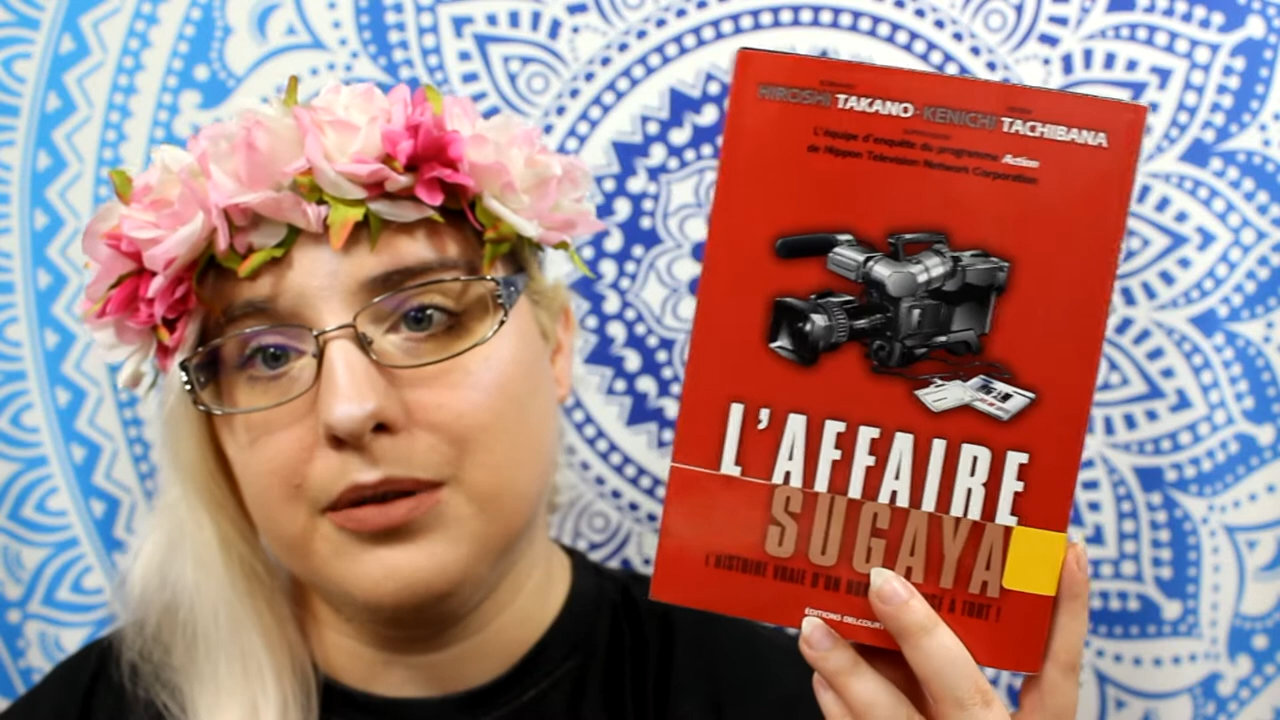 HIROSHI TAKANO - KENICHI TACHIBANA
L'équipe d'enquête du programme Action
de Nippon Television Network Corporation
L'AFFAIRE
SUGAYA
L'HISTOIRE VRAIE D'UN À TORT !
ÉDITIONS DELCOURT